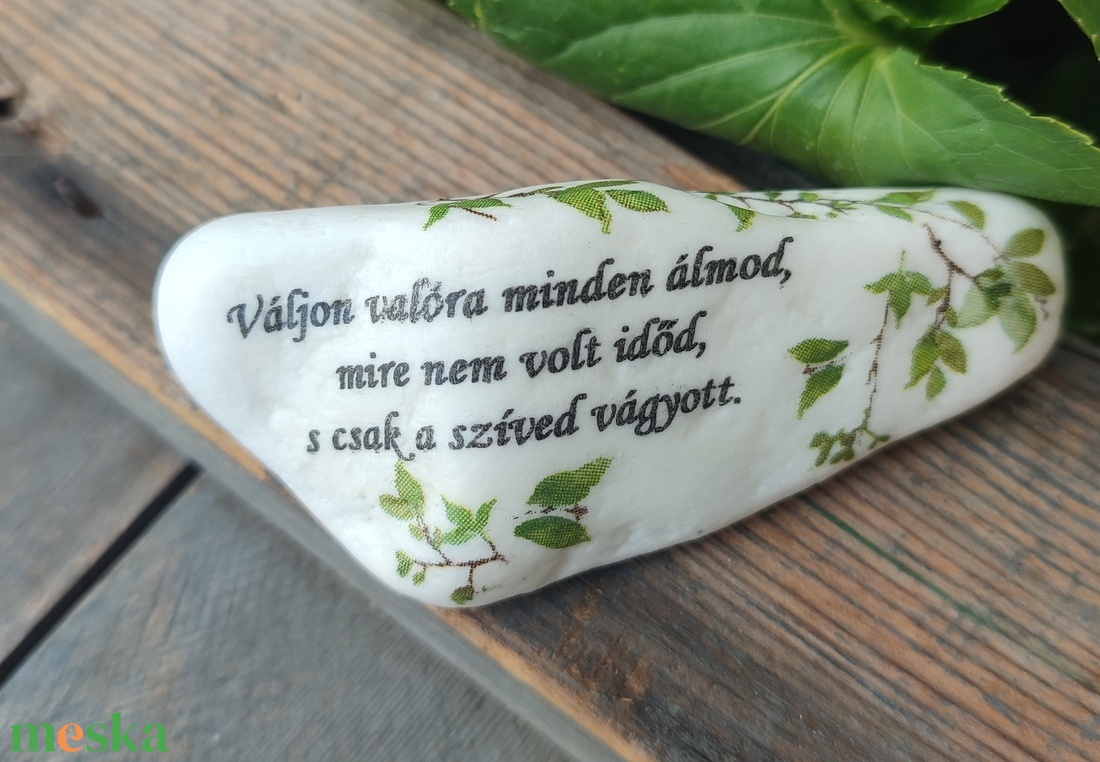 Váljon valóra minden álmod,
mire nem volt időd,
s csak a szíved vágyott.
meska